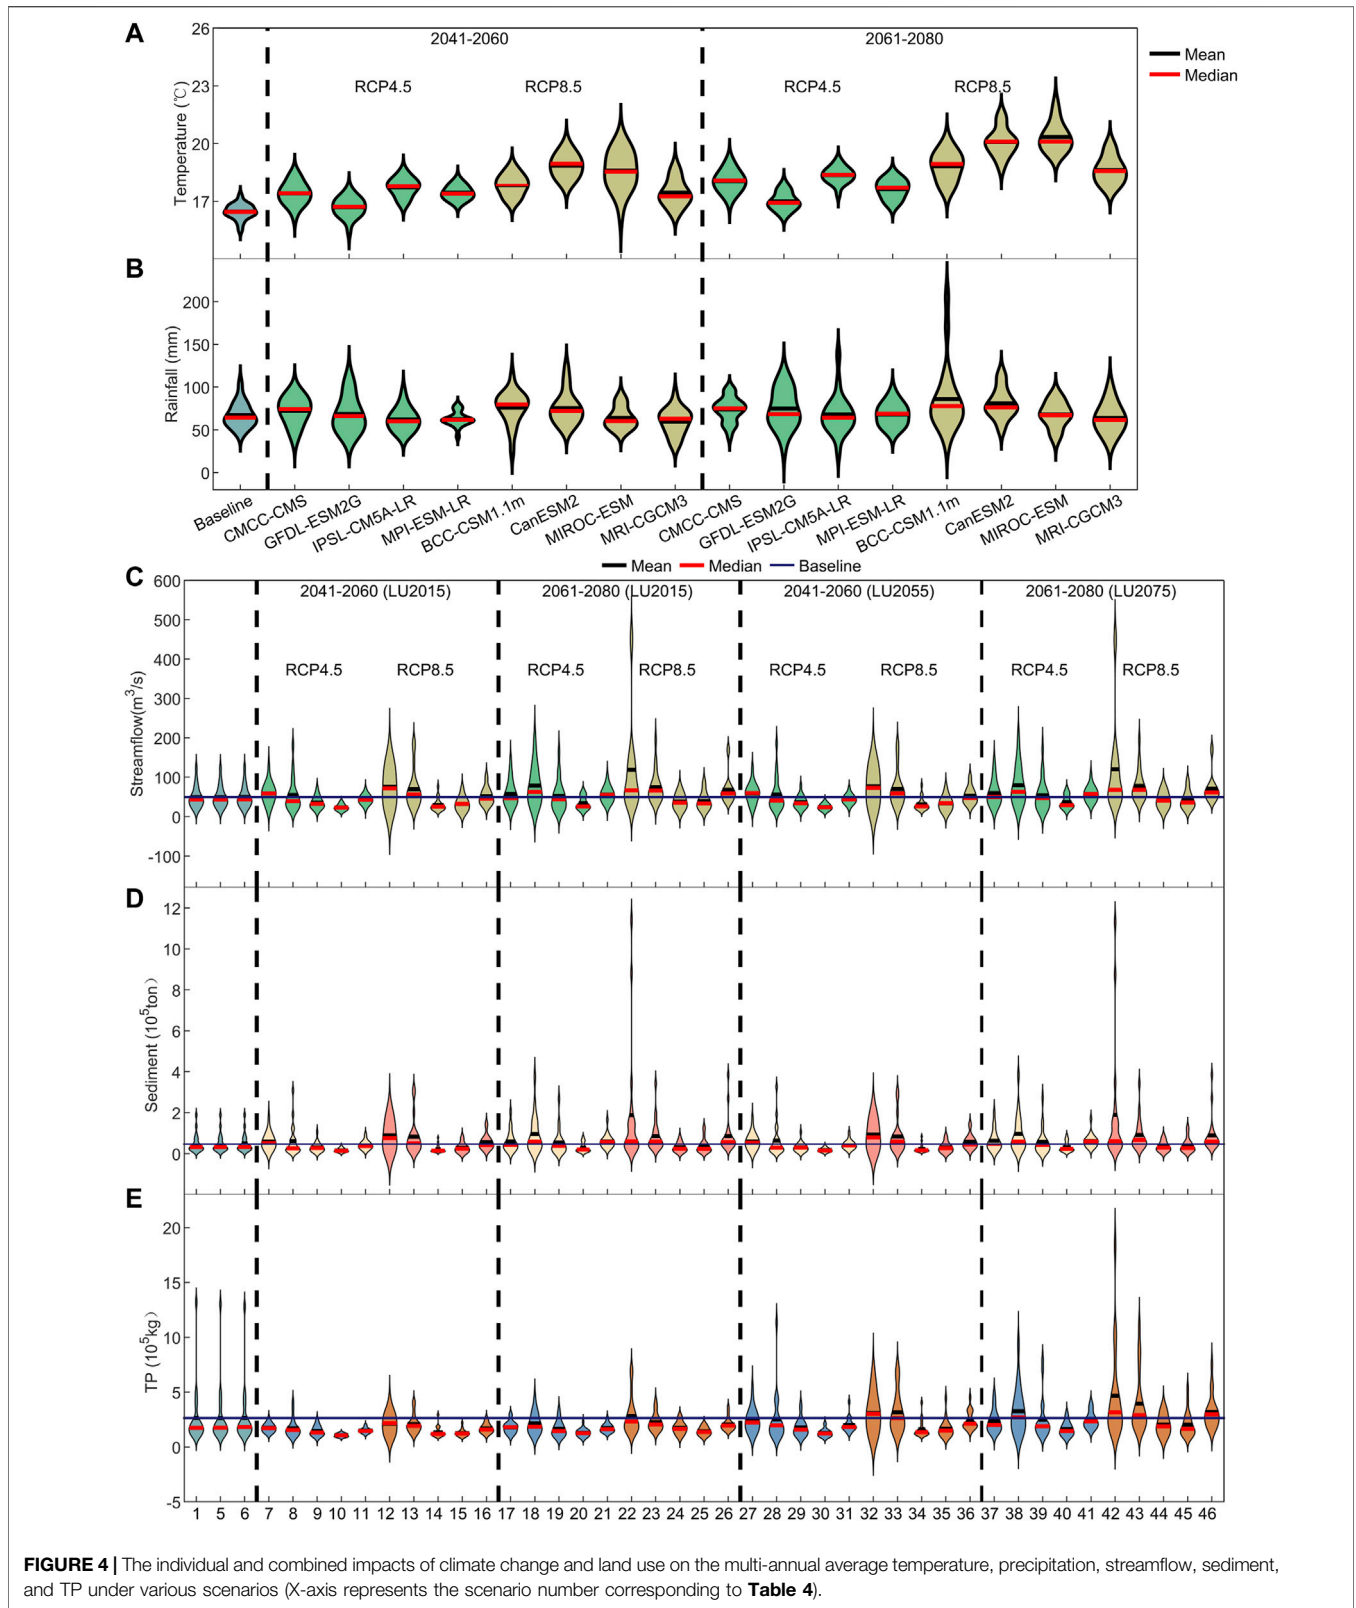 A
26
23
20
17
Temperature (℃)
2041-2060
2061-2080
RCP4.5
RCP8.5
RCP4.5
RCP8.5
Mean
Median
B
200
150
100
50
0
Rainfall (mm)
Baseline
CMCC-CMS
GFDL-ESM2G
IPSL-CM5A-LR
MPI-ESM-LR
BCC-CSM1.1m
CanESM2
MIROC-ESM
MRI-CGCM3
CMCC-CMS
GFDL-ESM2G
IPSL-CM5A-LR
MPI-ESM-LR
BCC-CSM1.1m
CanESM2
MIROC-ESM
MRI-CGCM3
Mean Median Baseline
C
600
500
400
300
200
100
0
-100
Streamflow(m³/s)
2041-2060 (LU2015)
2061-2080 (LU2015)
2041-2060 (LU2055)
2061-2080 (LU2075)
RCP4.5
RCP8.5
RCP4.5
RCP8.5
RCP4.5
RCP8.5
RCP4.5
RCP8.5
D
12
10
8
6
4
2
0
Sediment (10⁵ton）
E
20
15
10
5
0
-5
TP (10⁵kg）
1 5 6 7 8 9 10 11 12 13 14 15 16 17 18 19 20 21 22 23 24 25 26 27 28 29 30 31 32 33 34 35 36 37 38 39 40 41 42 43 44 45 46
FIGURE 4 | The individual and combined impacts of climate change and land use on the multi-annual average temperature, precipitation, streamflow, sediment,
and TP under various scenarios (X-axis represents the scenario number corresponding to Table 4).